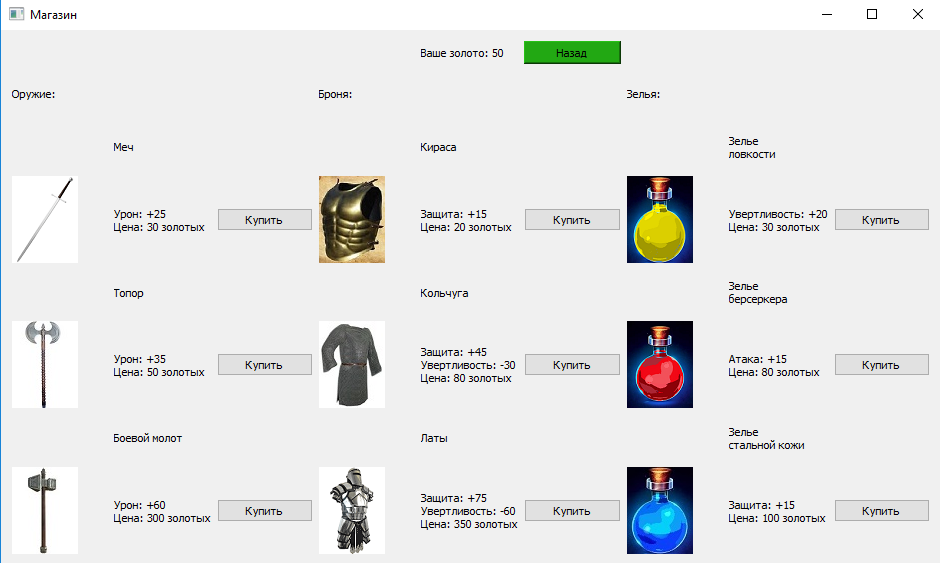 Магазин
Ваше золото: 50
Назад
Оружие:
Броня:
Зелья:
Меч
Урон: +25
Цена: 30 золотых
Купить
Кираса
Защита: +15
Цена: 20 золотых
Купить
Зелье
ловкости
Увертливость: +20
Цена: 30 золотых
Купить
Топор
Урон: +35
Цена: 50 золотых
Купить
Кольчуга
Защита: +45
Увертливость: -30
Цена: 80 золотых
Купить
Зелье
берсеркера
Атака: +15
Цена: 80 золотых
Купить
Боевой молот
Урон: +60
Цена: 300 золотых
Купить
Латы
Защита: +75
Увертливость: -60
Цена: 350 золотых
Купить
Зелье
стальной кожи
Защита: +15
Цена: 100 золотых
Купить